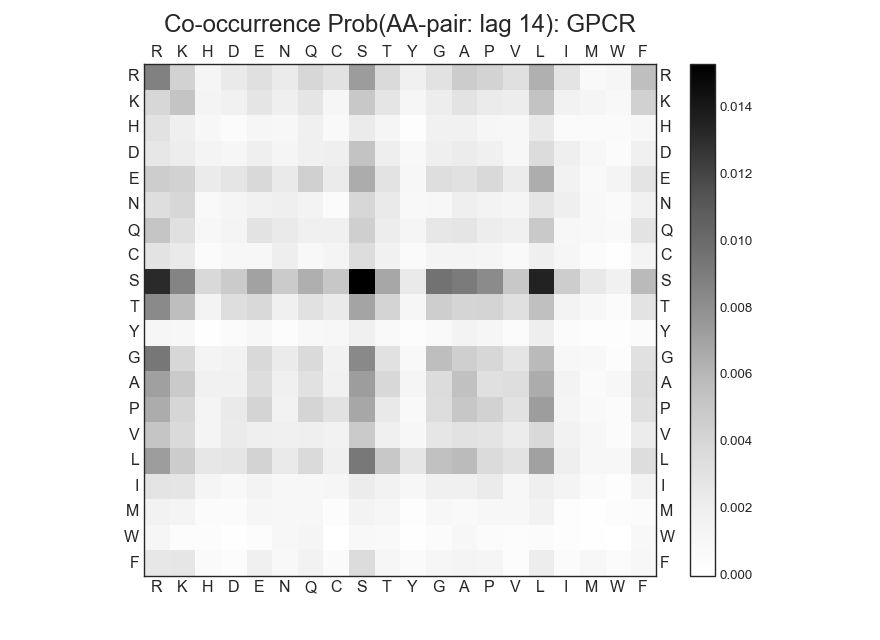 Co-occurrence Prob(AA-pair: lag 14): GPCR
R K H D E N Q C S T Y G A P V L I M W F
R R
K K
H H
D D
E E
N N
Q Q
C C
S S
T T
Y Y
G G
A A
P P
V V
L L
I I
M M
W W
F F
R K H D E N Q C S T Y G A P V L I M W F
0.014
0.012
0.010
0.008
0.006
0.004
0.002
0.000